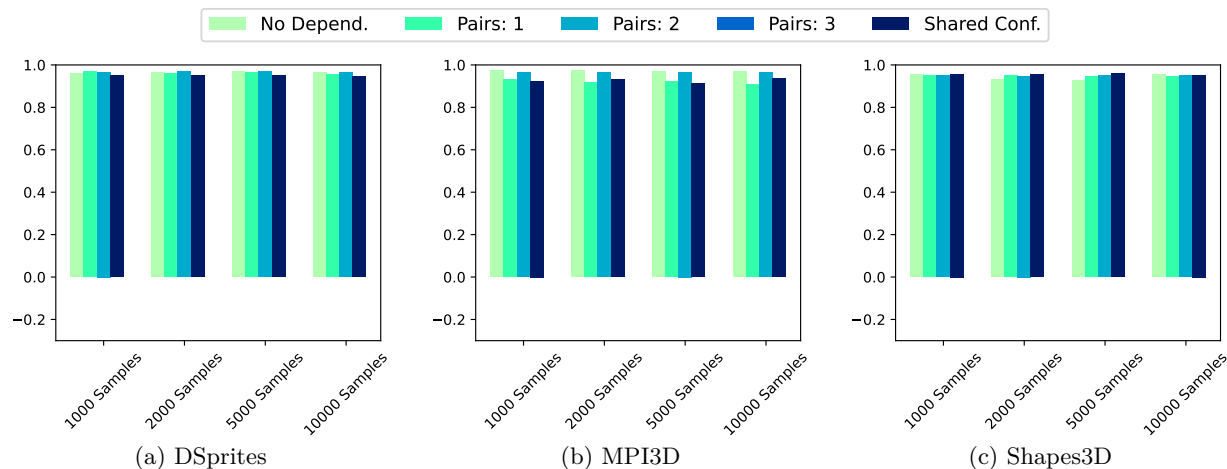 No Depend. Pairs: 1 Pairs: 2 Pairs: 3 Shared Conf.
1.0
0.8
0.6
0.4
0.2
0.0
−0.2
1000 Samples
2000 Samples
5000 Samples
10000 Samples
(a) DSprites
1.0
0.8
0.6
0.4
0.2
0.0
−0.2
1000 Samples
2000 Samples
5000 Samples
10000 Samples
(b) MPI3D
1.0
0.8
0.6
0.4
0.2
0.0
−0.2
1000 Samples
2000 Samples
5000 Samples
10000 Samples
(c) Shapes3D